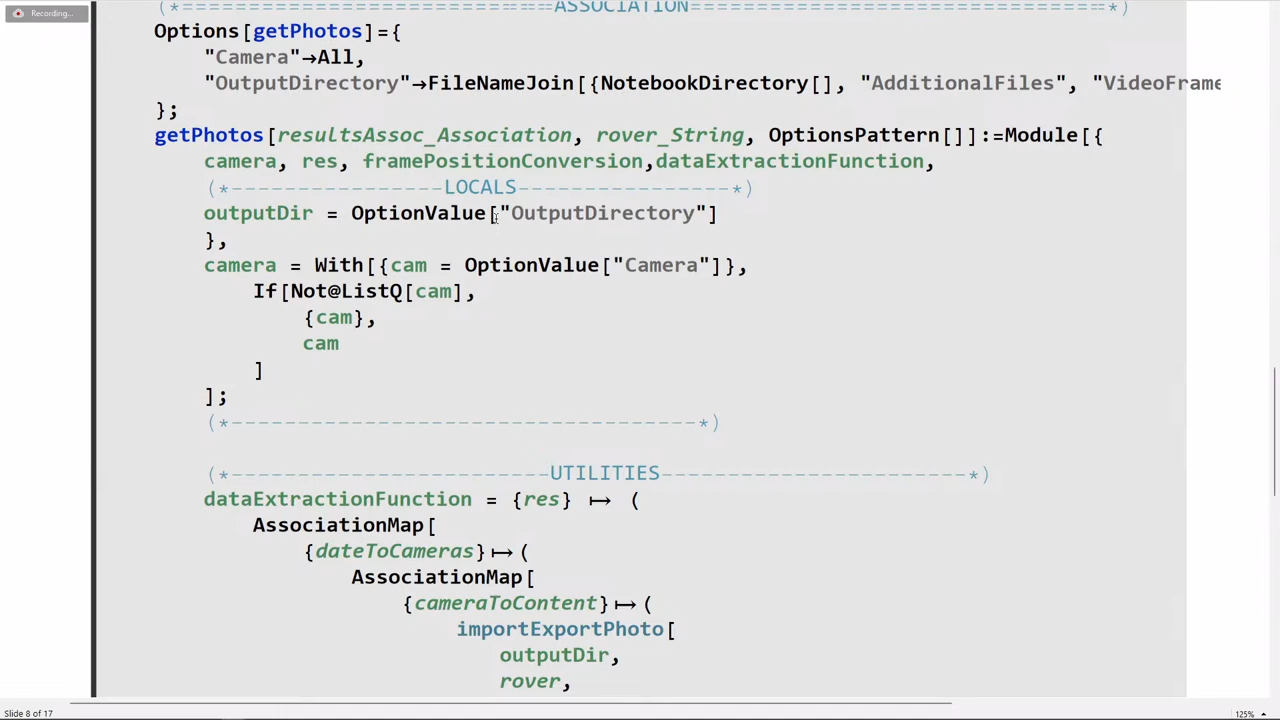 Recording...
(*=============================ASSOCIATION================================*)
Options[getPhotos]={
"Camera"→All,
"OutputDirectory"→FileNameJoin[{NotebookDirectory[], "AdditionalFiles", "VideoFrame
};
getPhotos[resultsAssoc_Association, rover_String, OptionsPattern[]]:=Module[{
camera, res, framePositionConversion,dataExtractionFunction,
(*----------------LOCALS----------------*)
outputDir = OptionValue["OutputDirectory"]
},
camera = With[{cam = OptionValue["Camera"]},
If[Not@ListQ[cam],
{cam},
cam
]
];
(*-----------------------------------*)
(*------------------------UTILITIES-----------------------*)
dataExtractionFunction = {res} ↦ (
AssociationMap[
{dateToCameras}↦(
AssociationMap[
{cameraToContent}↦(
importExportPhoto[
outputDir,
rover,
Slide 8 of 17
125%